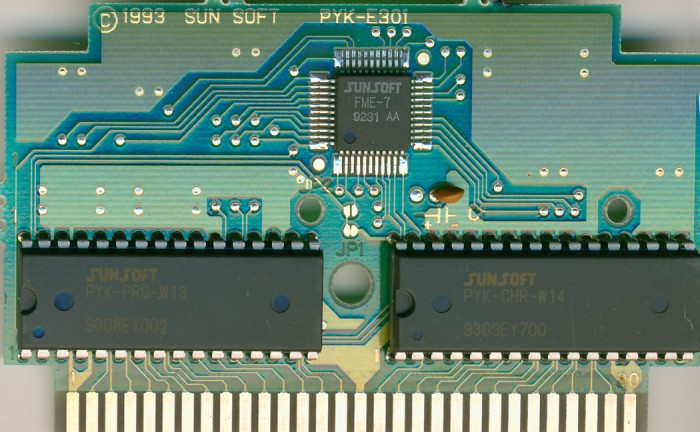 ©1993 SUN SOFT PYK-E301
SUNSOFT
FME-7
9231 AA
JP1
SUNSOFT
PYK-PRG-W13
9308EY002
SUNSOFT
PYK-CHR-W14
9309EY700